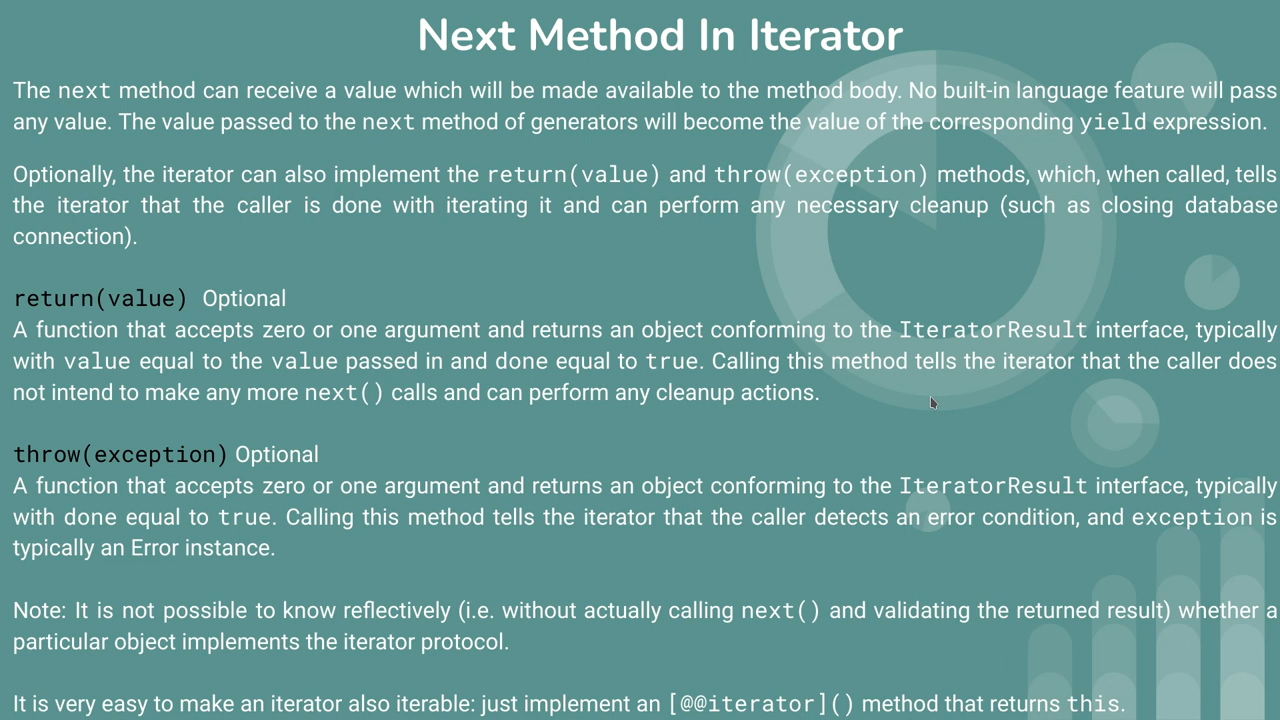 Next Method In Iterator
The next method can receive a value which will be made available to the method body. No built-in language feature will pass
any value. The value passed to the next method of generators will become the value of the corresponding yield expression.
Optionally, the iterator can also implement the return(value) and throw(exception) methods, which, when called, tells
the iterator that the caller is done with iterating it and can perform any necessary cleanup (such as closing database
connection).
return(value) Optional
A function that accepts zero or one argument and returns an object conforming to the IteratorResult interface, typically
with value equal to the value passed in and done equal to true. Calling this method tells the iterator that the caller does
not intend to make any more next() calls and can perform any cleanup actions.
throw(exception) Optional
A function that accepts zero or one argument and returns an object conforming to the IteratorResult interface, typically
with done equal to true. Calling this method tells the iterator that the caller detects an error condition, and exception is
typically an Error instance.
Note: It is not possible to know reflectively (i.e. without actually calling next() and validating the returned result) whether a
particular object implements the iterator protocol.
It is very easy to make an iterator also iterable: just implement an [@@iterator]() method that returns this.